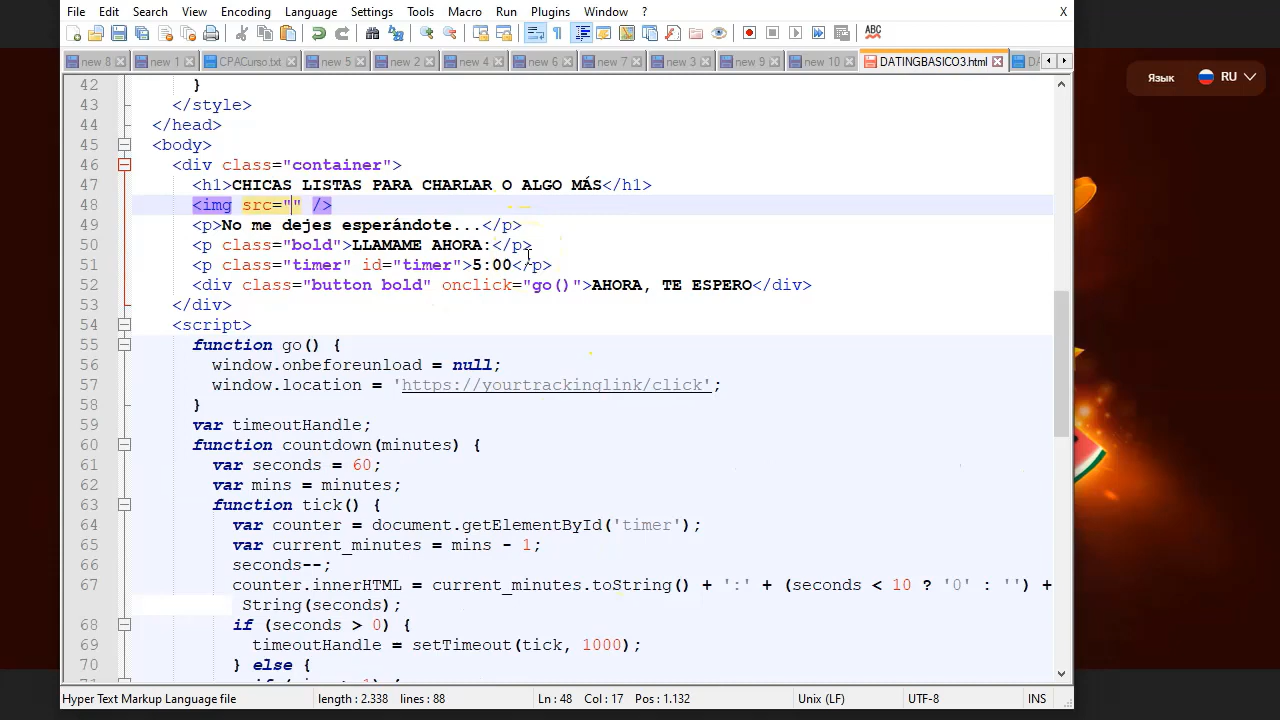 File Edit Search View Encoding Language Settings Tools Macro Run Plugins Window ? X
ABC
new 8 new 1 CPACurso.txt new 5 new 2 new 4 new 6 new 7 new 3 new 9 new 10 DATINGBASICO3.html
Язык RU
42 }
43 </style>
44 </head>
45 <body>
46 <div class="container">
47 <h1>CHICAS LISTAS PARA CHARLAR O ALGO MÁS</h1>
48 <img src="" />
49 <p>No me dejes esperándote...</p>
50 <p class="bold">LLAMAME AHORA:</p>
51 <p class="timer" id="timer">5:00</p>
52 <div class="button bold" onclick="go()">AHORA, TE ESPERO</div>
53 </div>
54 <script>
55 function go() {
56 window.onbeforeunload = null;
57 window.location = 'https://yourtrackinglink/click';
58 }
59 var timeoutHandle;
60 function countdown(minutes) {
61 var seconds = 60;
62 var mins = minutes;
63 function tick() {
64 var counter = document.getElementById('timer');
65 var current_minutes = mins - 1;
66 seconds--;
67 counter.innerHTML = current_minutes.toString() + ':' + (seconds < 10 ? '0' : '') +
String(seconds);
68 if (seconds > 0) {
69 timeoutHandle = setTimeout(tick, 1000);
70 } else {
Hyper Text Markup Language file length : 2.338 lines : 88 Ln : 48 Col : 17 Pos : 1.132 Unix (LF) UTF-8 INS